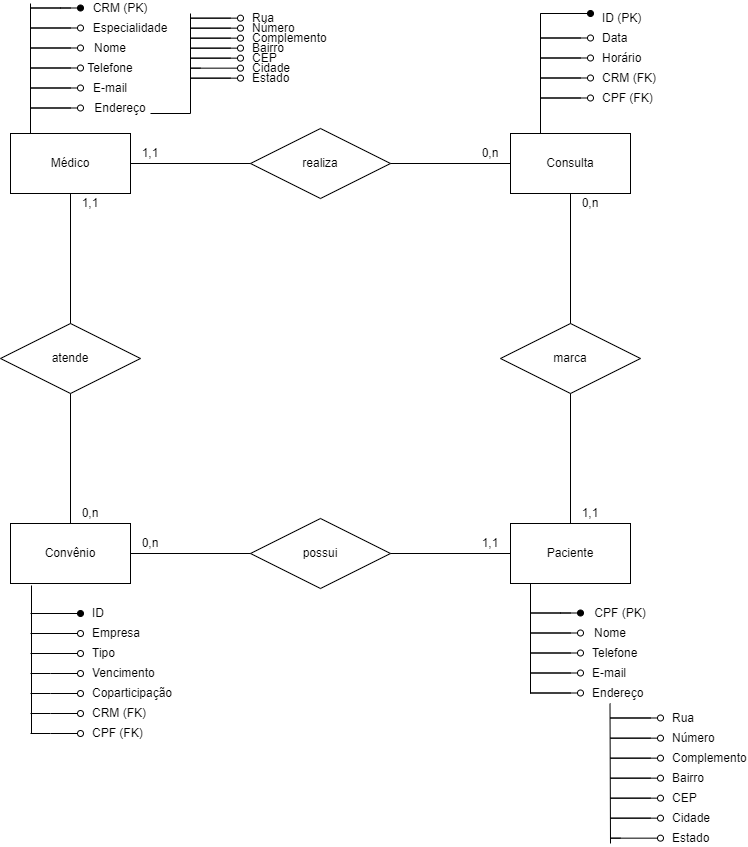 CRM (PK)
Especialidade
Nome
Telefone
E-mail
Endereço
Rua
Número
Complemento
Bairro
CEP
Cidade
Estado
ID (PK)
Data
Horário
CRM (FK)
CPF (FK)
Médico
1,1
realiza
0,n
Consulta
1,1
0,n
atende
marca
0,n
1,1
Convênio
0,n
possui
1,1
Paciente
ID
Empresa
Tipo
Vencimento
Coparticipação
CRM (FK)
CPF (FK)
CPF (PK)
Nome
Telefone
E-mail
Endereço
Rua
Número
Complemento
Bairro
CEP
Cidade
Estado